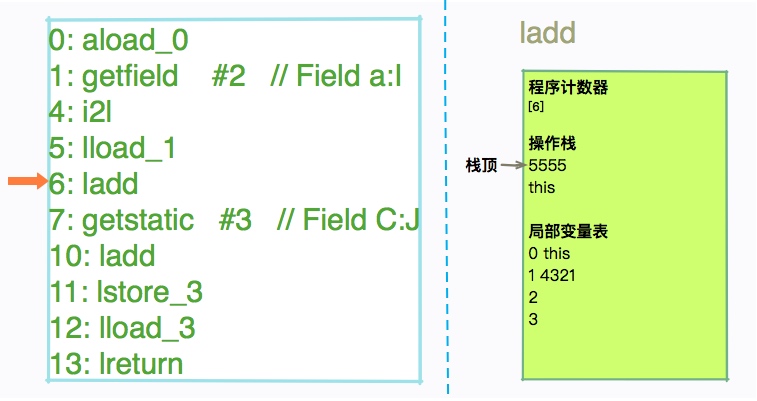 0: aload_0
1: getfield #2 // Field a:I
4: i2l
5: lload_1
6: ladd
7: getstatic #3 // Field C:J
10: ladd
11: lstore_3
12: lload_3
13: lreturn
ladd
程序计数器
[6]
操作栈
栈顶
5555
this
局部变量表
0 this
1 4321
2
3